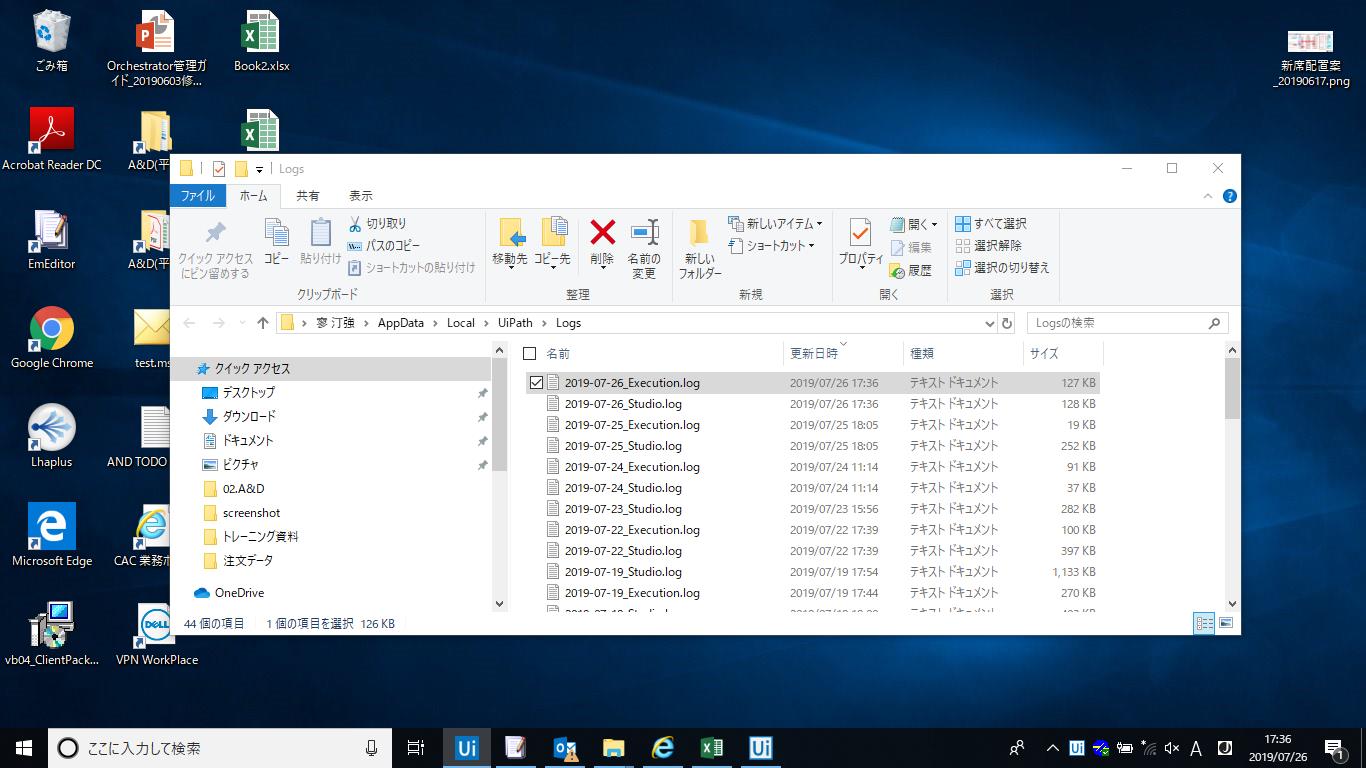 ごみ箱
Orchestrator管理ガ
イド_20190603修...
Book2.xlsx
新席配置案
_20190617.png
Acrobat Reader DC
A&D(平
EmEditor
A&D(平
Google Chrome
test.ms
Lhaplus
AND TODO
Microsoft Edge
CAC 業務ポ
vb04_ClientPack...
VPN WorkPlace
DELL
Logs
ファイル
ホーム
共有
表示
クイック アクセス
にピン留めする
コピー
貼り付け
切り取り
パスのコピー
ショートカットの貼り付け
クリップボード
移動先
コピー先
削除
名前の
変更
整理
新しい
フォルダー
新しいアイテム
ショートカット
新規
プロパティ
開く
編集
履歴
開く
すべて選択
選択解除
選択の切り替え
選択
寥 汀強 › AppData › Local › UiPath › Logs
Logsの検索
クイック アクセス
デスクトップ
ダウンロード
ドキュメント
ピクチャ
02.A&D
screenshot
トレーニング資料
注文データ
OneDrive
名前 更新日時 種類 サイズ
2019-07-26_Execution.log 2019/07/26 17:36 テキスト ドキュメント 127 KB
2019-07-26_Studio.log 2019/07/26 17:36 テキスト ドキュメント 128 KB
2019-07-25_Execution.log 2019/07/25 18:05 テキスト ドキュメント 19 KB
2019-07-25_Studio.log 2019/07/25 18:05 テキスト ドキュメント 252 KB
2019-07-24_Execution.log 2019/07/24 11:14 テキスト ドキュメント 91 KB
2019-07-24_Studio.log 2019/07/24 11:14 テキスト ドキュメント 37 KB
2019-07-23_Studio.log 2019/07/23 15:56 テキスト ドキュメント 282 KB
2019-07-22_Execution.log 2019/07/22 17:39 テキスト ドキュメント 100 KB
2019-07-22_Studio.log 2019/07/22 17:39 テキスト ドキュメント 397 KB
2019-07-19_Studio.log 2019/07/19 17:54 テキスト ドキュメント 1,133 KB
2019-07-19_Execution.log 2019/07/19 17:44 テキスト ドキュメント 270 KB
44 個の項目 1 個の項目を選択 126 KB
ここに入力して検索
Ui
Ui
Ui
A
17:36
2019/07/26
1